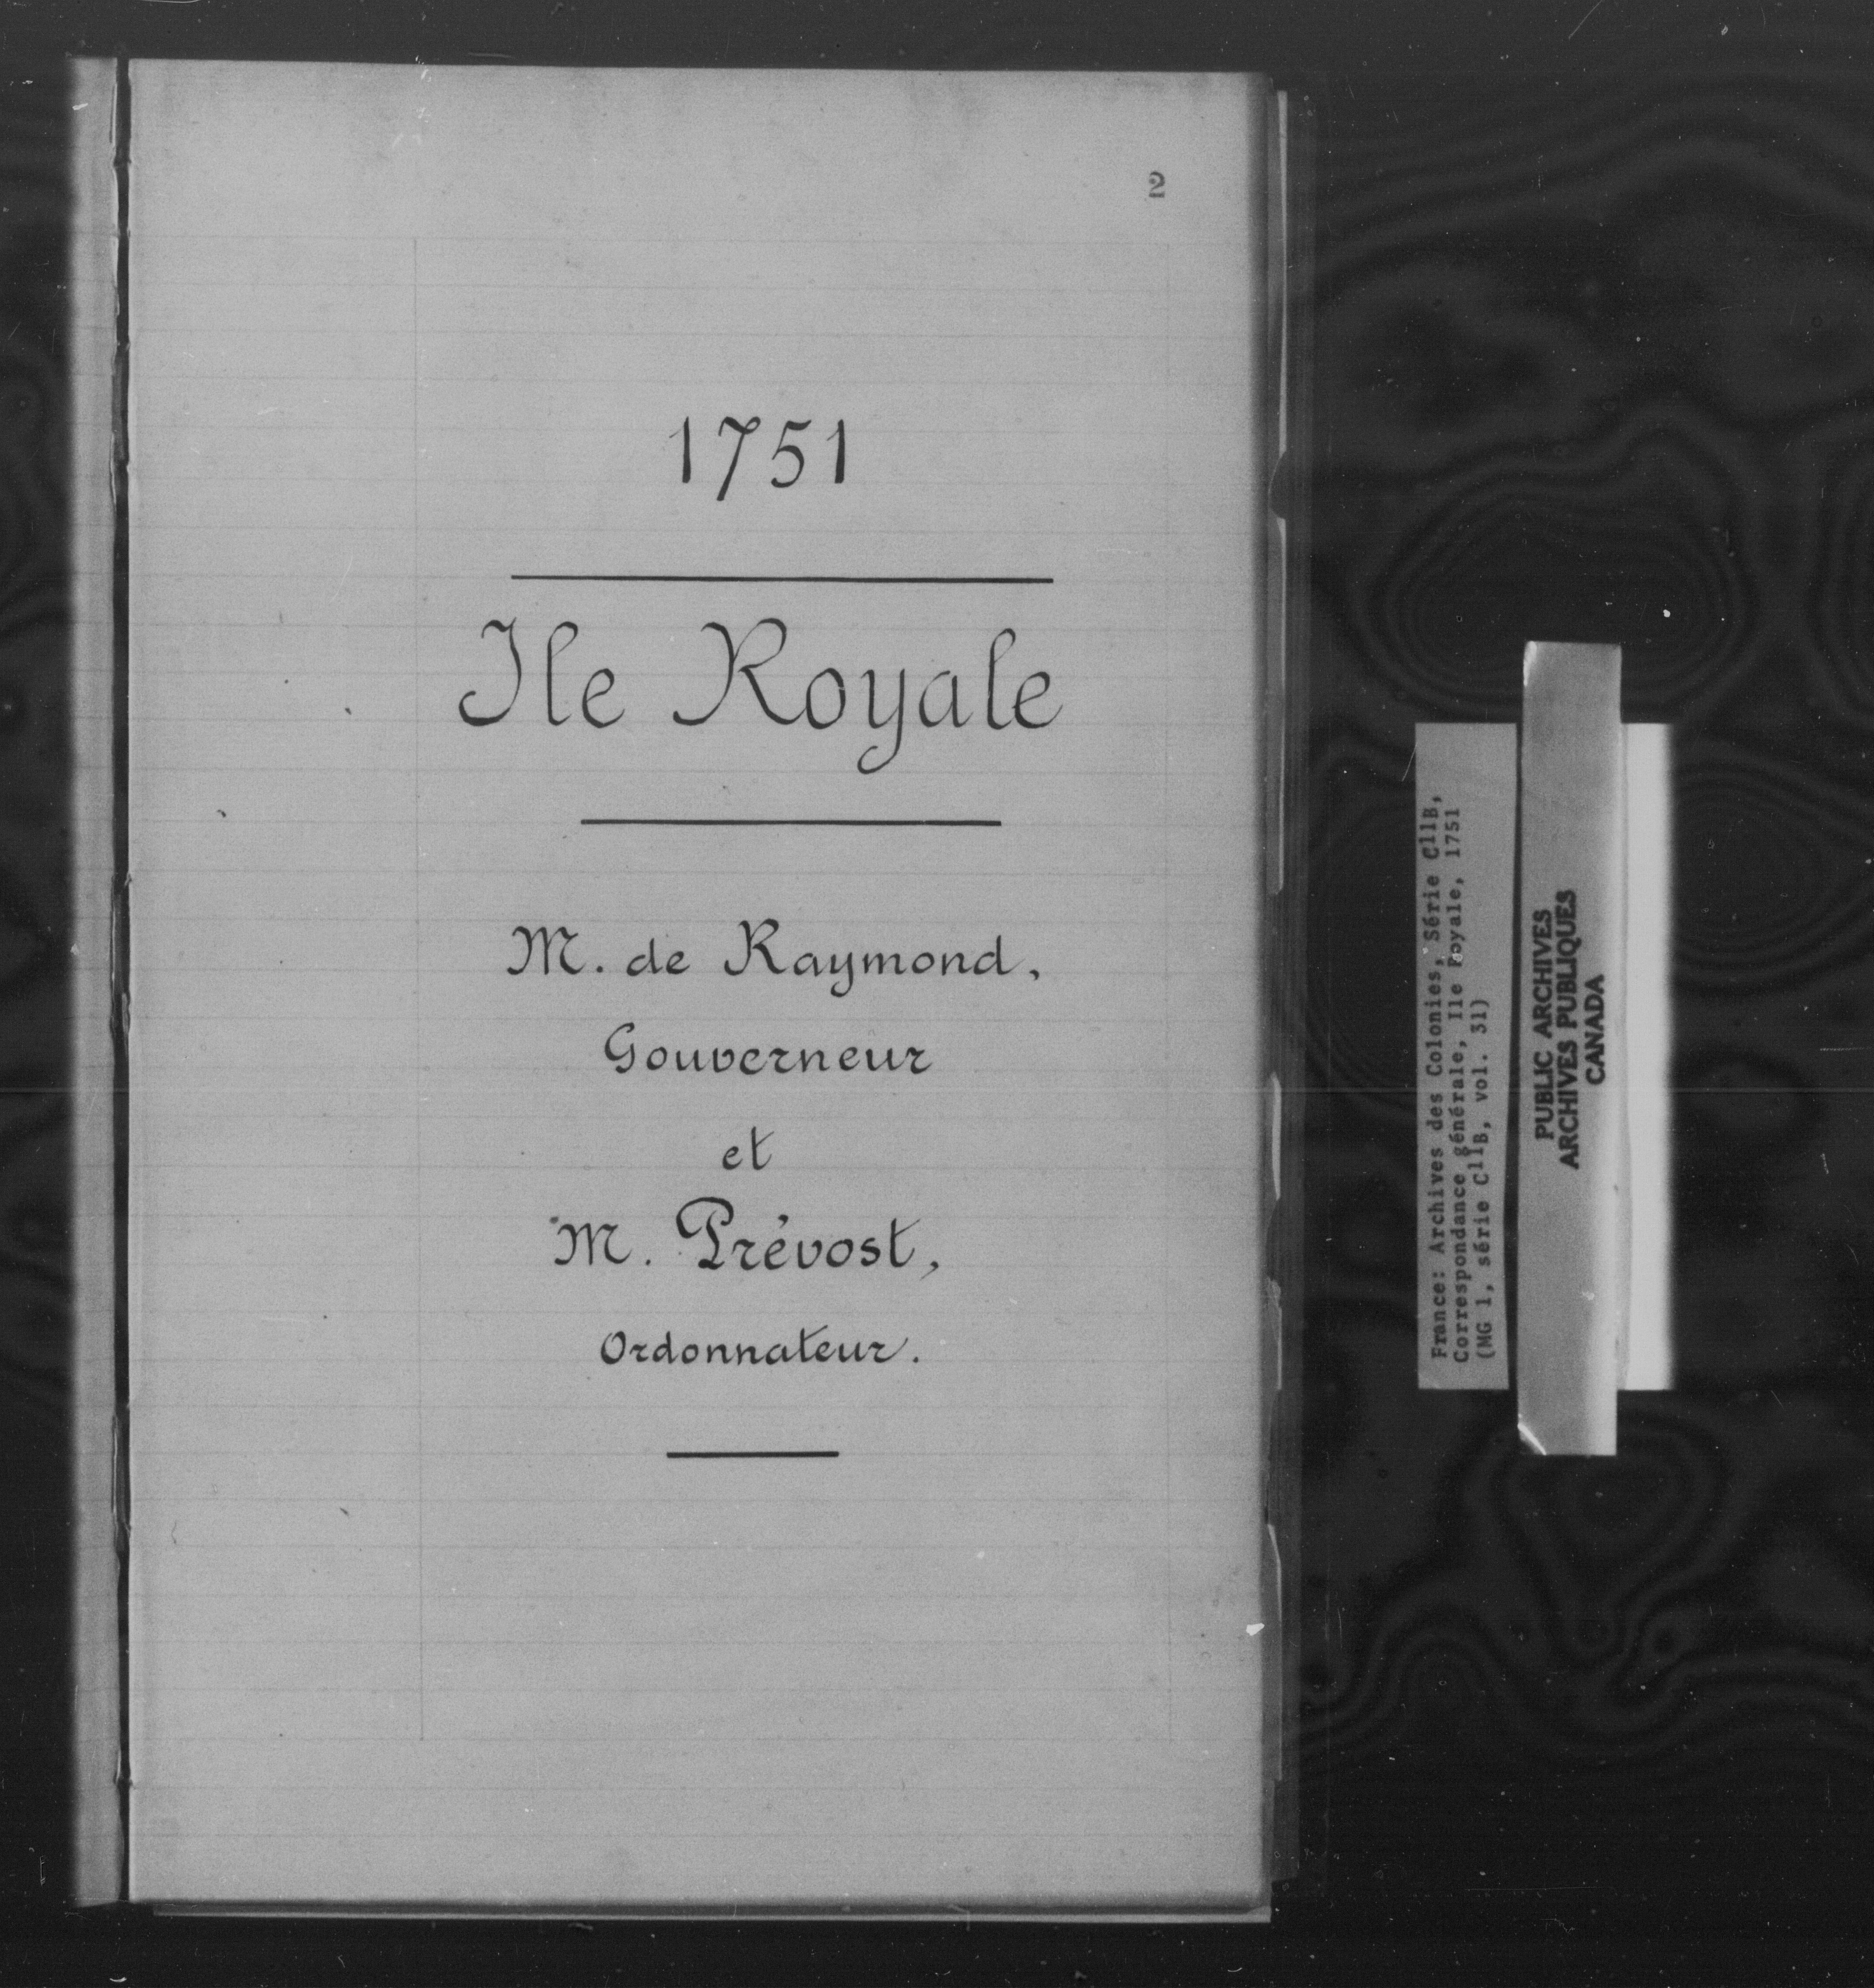 2
1751
Ile Royale
M. de Raymond,
Gouverneur
et
M. Prévost,
Ordonnateur.
France: Archives des Colonies, Série C11B,
Correspondance générale, Ile Royale, 1751
(MG 1, série C11B, vol. 31)
PUBLIC ARCHIVES
ARCHIVES PUBLIQUES
CANADA